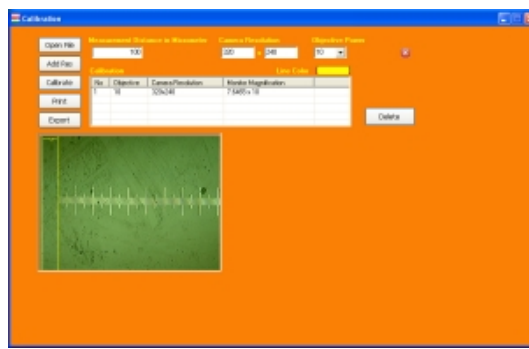 Calibration
Open File
Measurement Distance in Micrometer
Camera Resolution
Objective Power
100
320
x
240
10
Add Res
Calibration
Line Color
Calibrate
No
Objective
Camera Resolution
Monitor Magnification
1
10
320x240
Print
Export
Delete